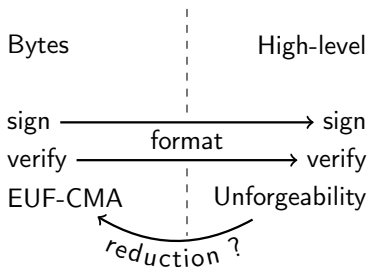 Bytes High-level
sign sign
format
verify verify
EUF-CMA Unforgeability
reduction ?